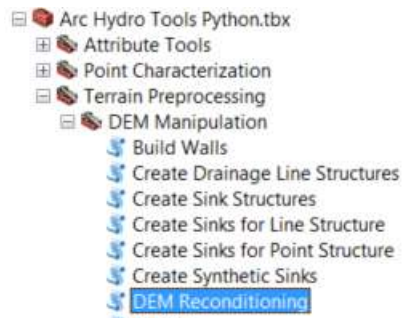 Arc Hydro Tools Python.tbx
Attribute Tools
Point Characterization
Terrain Preprocessing
DEM Manipulation
Build Walls
Create Drainage Line Structures
Create Sink Structures
Create Sinks for Line Structure
Create Sinks for Point Structure
Create Synthetic Sinks
DEM Reconditioning